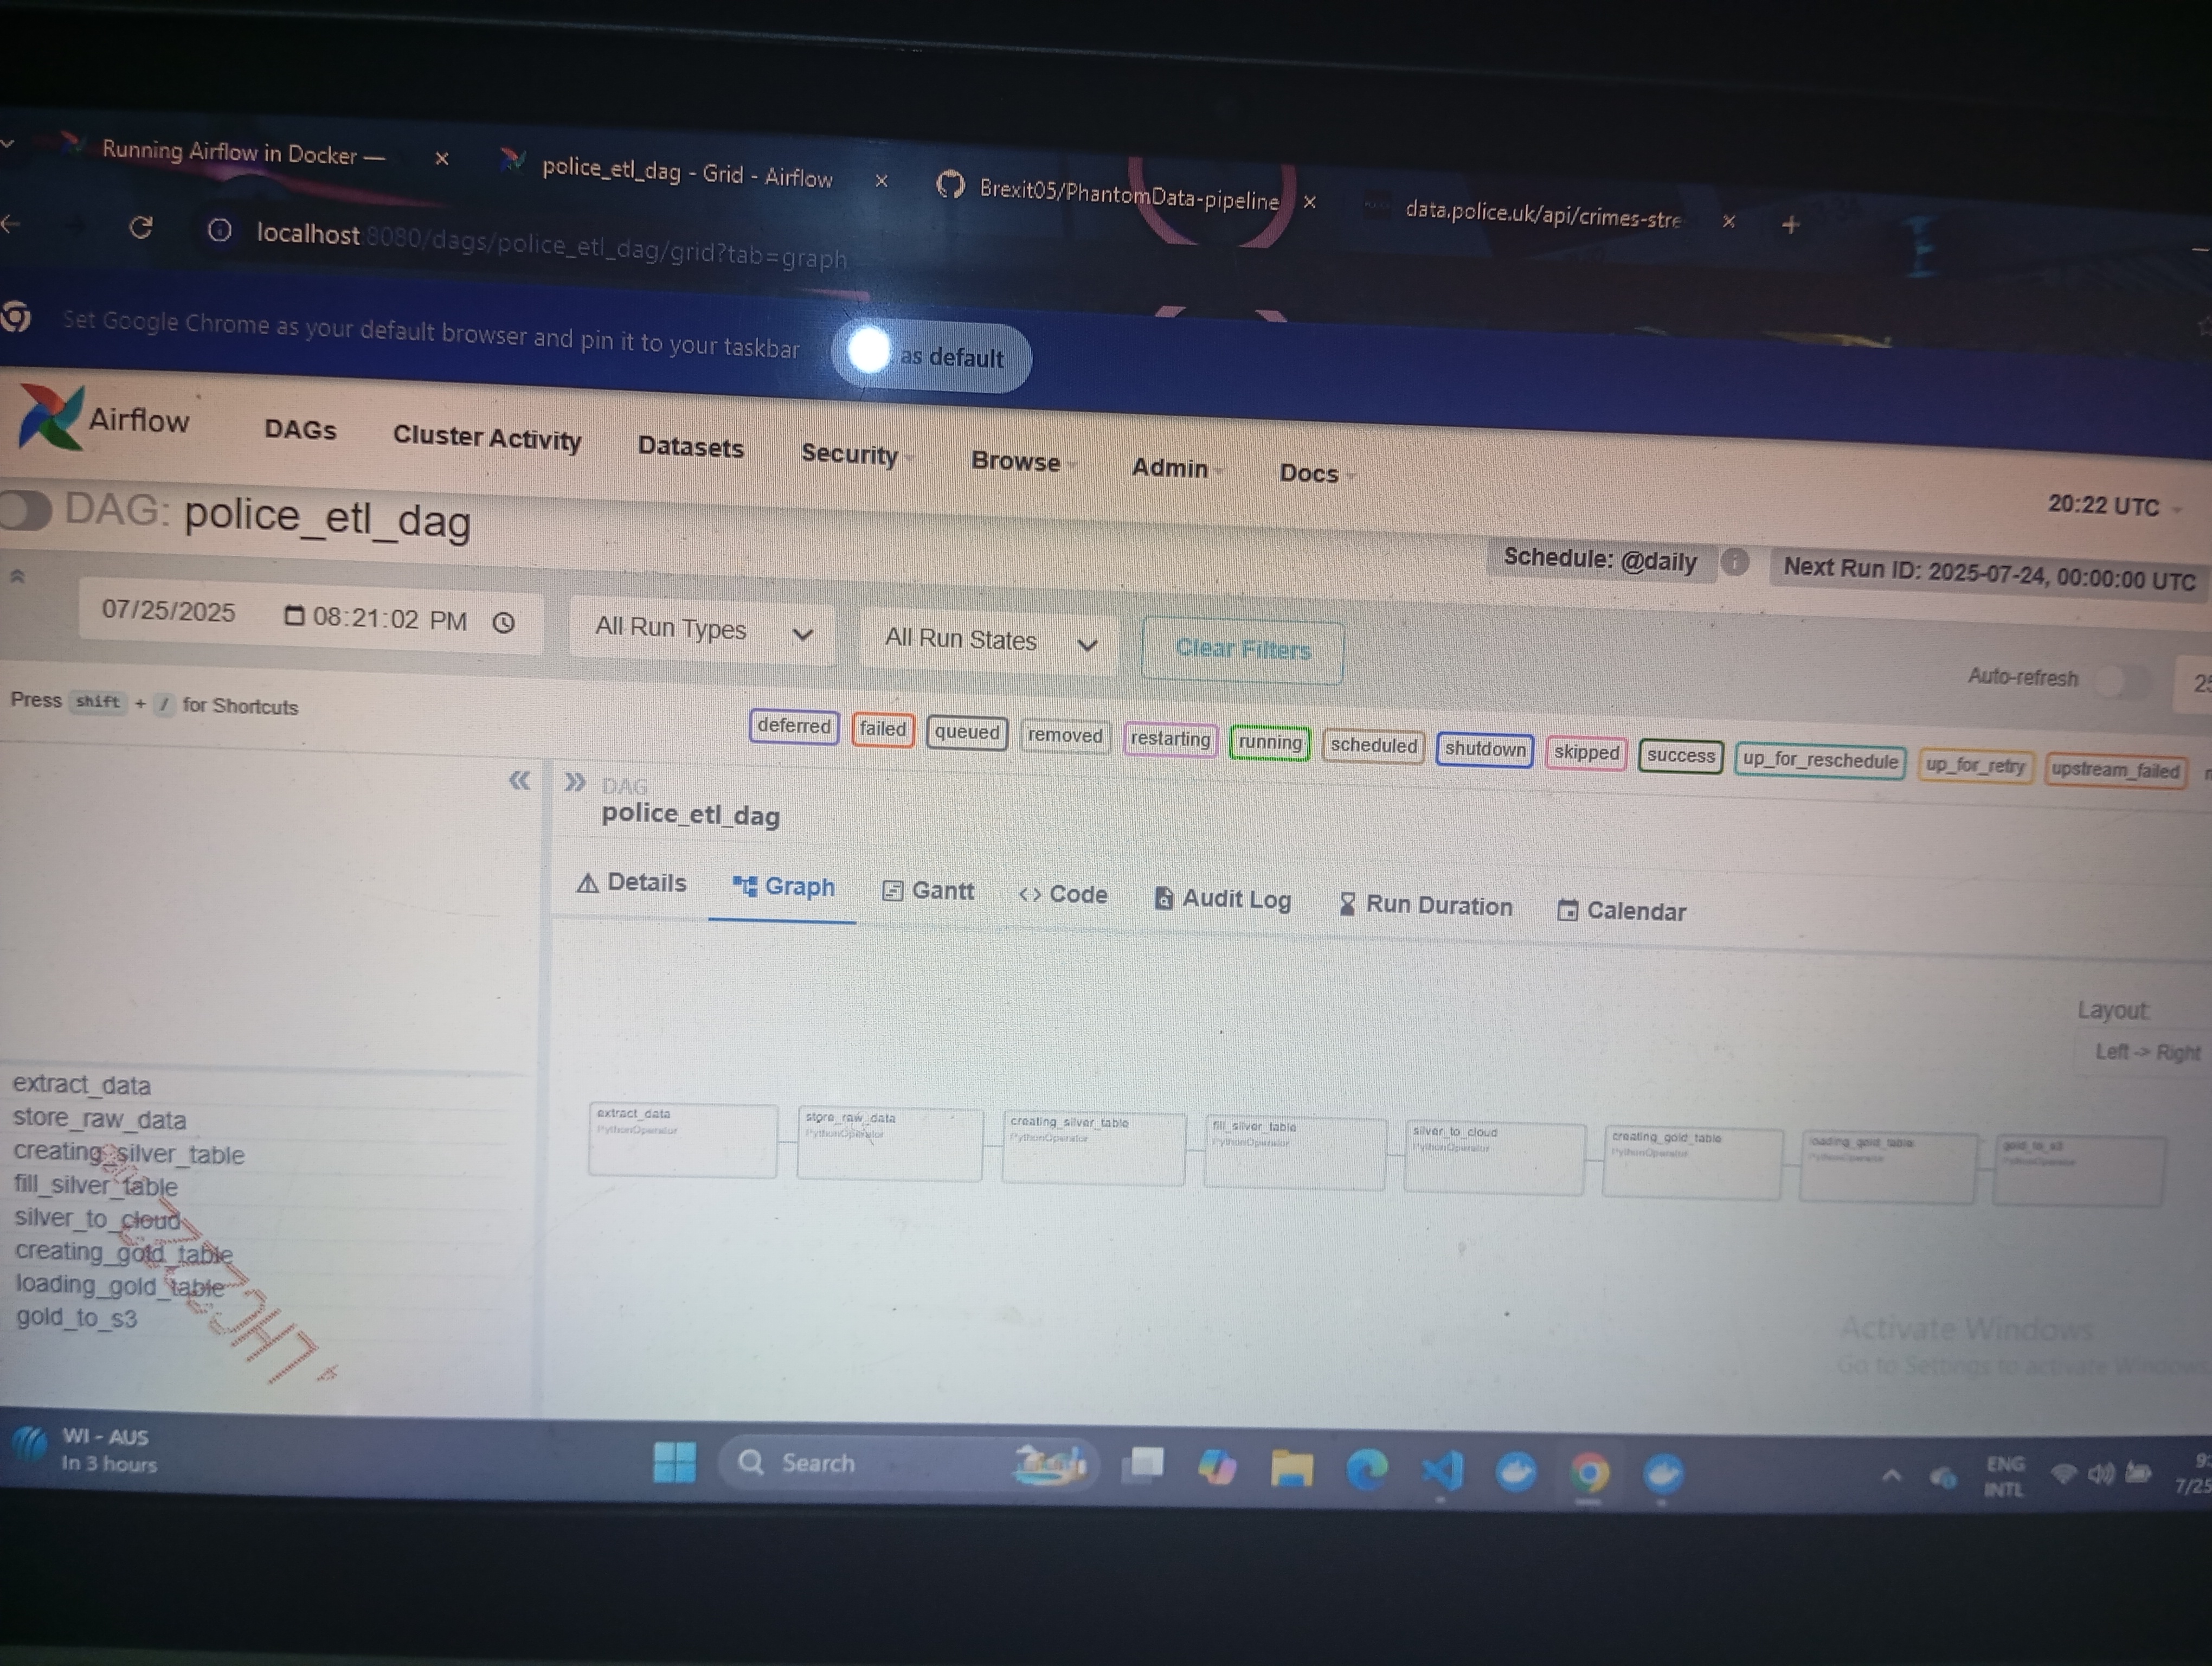 Running Airflow in Docker —
police_etl_dag - Grid - Airflow
Brexit05/PhantomData-pipeline
data.police.uk/api/crimes-stre
localhost:8080/dags/police_etl_dag/grid?tab=graph
Set Google Chrome as your default browser and pin it to your taskbar
as default
Airflow
DAGs
Cluster Activity
Datasets
Security
Browse
Admin
Docs
20:22 UTC
DAG: police_etl_dag
Schedule: @daily
Next Run ID: 2025-07-24, 00:00:00 UTC
07/25/2025 08:21:02 PM
All Run Types
All Run States
Clear Filters
Auto-refresh
25
Press shift + / for Shortcuts
deferred
failed
queued
removed
restarting
running
scheduled
shutdown
skipped
success
up_for_reschedule
up_for_retry
upstream_failed
DAG
police_etl_dag
Details
Graph
Gantt
Code
Audit Log
Run Duration
Calendar
Layout:
Left -> Right
extract_data
store_raw_data
creating_silver_table
fill_silver_table
silver_to_cloud
creating_gold_table
loading_gold_table
gold_to_s3
extract_data
PythonOperator
store_raw_data
PythonOperator
creating_silver_table
PythonOperator
fill_silver_table
PythonOperator
silver_to_cloud
PythonOperator
creating_gold_table
PythonOperator
loading_gold_table
PythonOperator
gold_to_s3
PythonOperator
Activate Windows
Go to Settings to activate Windows
WI - AUS
In 3 hours
Search
ENG
INTL
7/25